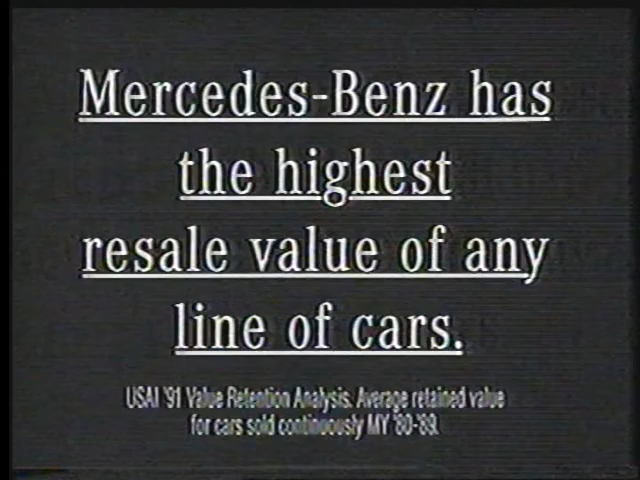 Mercedes-Benz has
the highest
resale value of any
line of cars.
USAI '91 Value Retention Analysis. Average retained value
for cars sold continuously MY '80-'89.